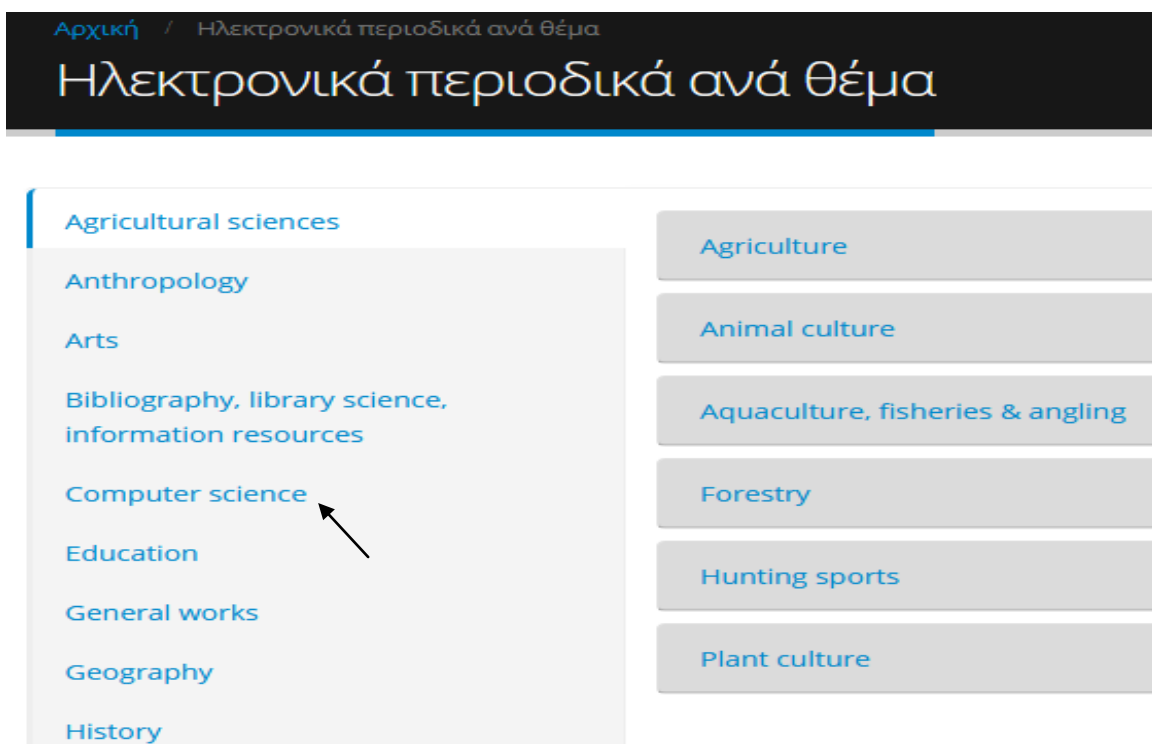 Αρχική / Ηλεκτρονικά περιοδικά ανά θέμα
Ηλεκτρονικά περιοδικά ανά θέμα
Agricultural sciences
Anthropology
Arts
Bibliography, library science,
information resources
Computer science
Education
General works
Geography
History
Agriculture
Animal culture
Aquaculture, fisheries & angling
Forestry
Hunting sports
Plant culture